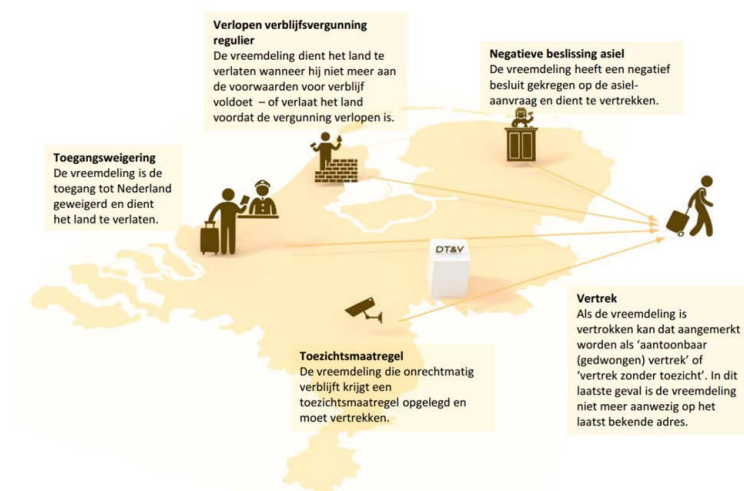 Verlopen verblijfsvergunning
regulier
De vreemdeling dient het land te
verlaten wanneer hij niet meer aan
de voorwaarden voor verblijf
voldoet – of verlaat het land
voordat de vergunning verlopen is.
Negatieve beslissing asiel
De vreemdeling heeft een negatief
besluit gekregen op de asiel-
aanvraag en dient te vertrekken.
Toegangsweigering
De vreemdeling is de
toegang tot Nederland
geweigerd en dient
het land te verlaten.
DT&V
Vertrek
Als de vreemdeling is
vertrokken kan dat aangemerkt
worden als ‘aantoonbaar
(gedwongen) vertrek’ of
‘vertrek zonder toezicht’. In dit
laatste geval is de vreemdeling
niet meer aanwezig op het
laatst bekende adres.
Toezichtsmaatregel
De vreemdeling die onrechtmatig
verblijft krijgt een
toezichtsmaatregel opgelegd en
moet vertrekken.